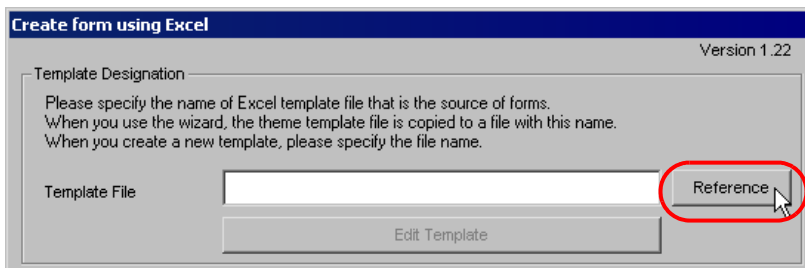 Create form using Excel
Version 1.22
Template Designation
Please specify the name of Excel template file that is the source of forms.
When you use the wizard, the theme template file is copied to a file with this name.
When you create a new template, please specify the file name.
Template File
Reference
Edit Template